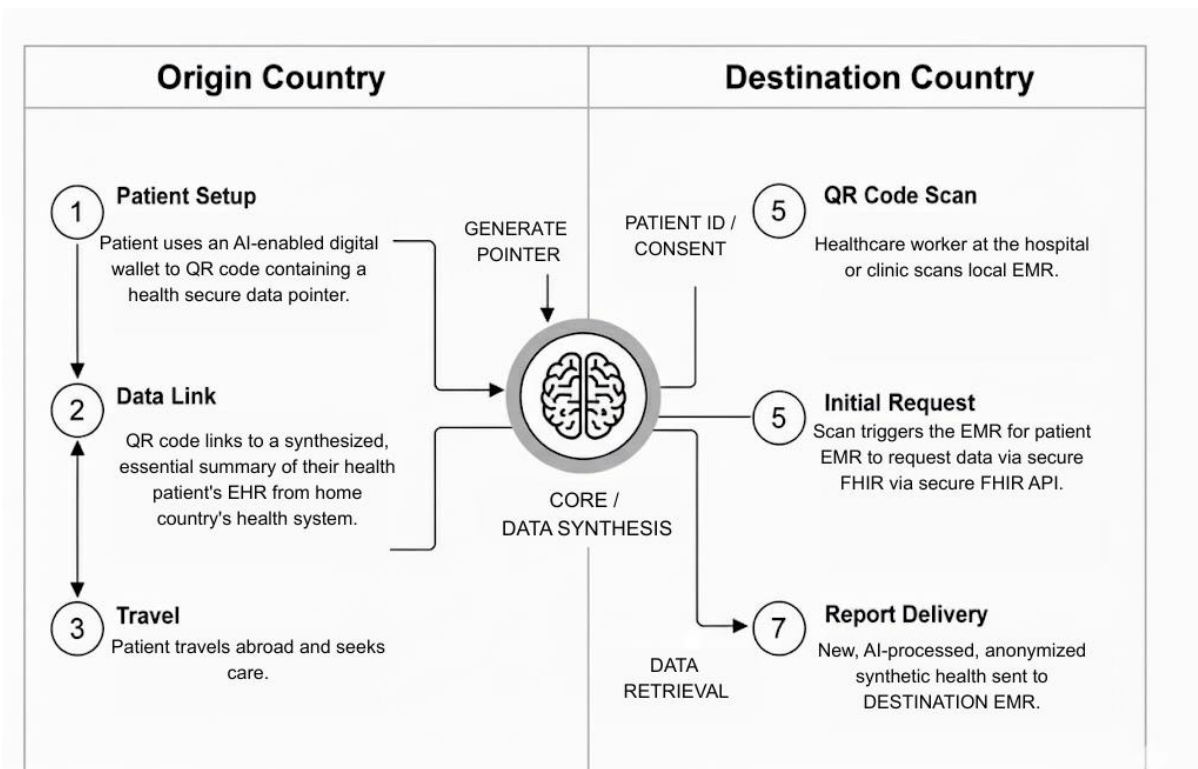 Origin Country
Destination Country
1
Patient Setup
Patient uses an AI-enabled digital
wallet to QR code containing a
health secure data pointer.
2
Data Link
QR code links to a synthesized,
essential summary of their health
patient's EHR from home
country's health system.
3
Travel
Patient travels abroad and seeks
care.
GENERATE
POINTER
CORE /
DATA SYNTHESIS
PATIENT ID /
CONSENT
DATA
RETRIEVAL
5
QR Code Scan
Healthcare worker at the hospital
or clinic scans local EMR.
5
Initial Request
Scan triggers the EMR for patient
EMR to request data via secure
FHIR via secure FHIR API.
7
Report Delivery
New, AI-processed, anonymized
synthetic health sent to
DESTINATION EMR.